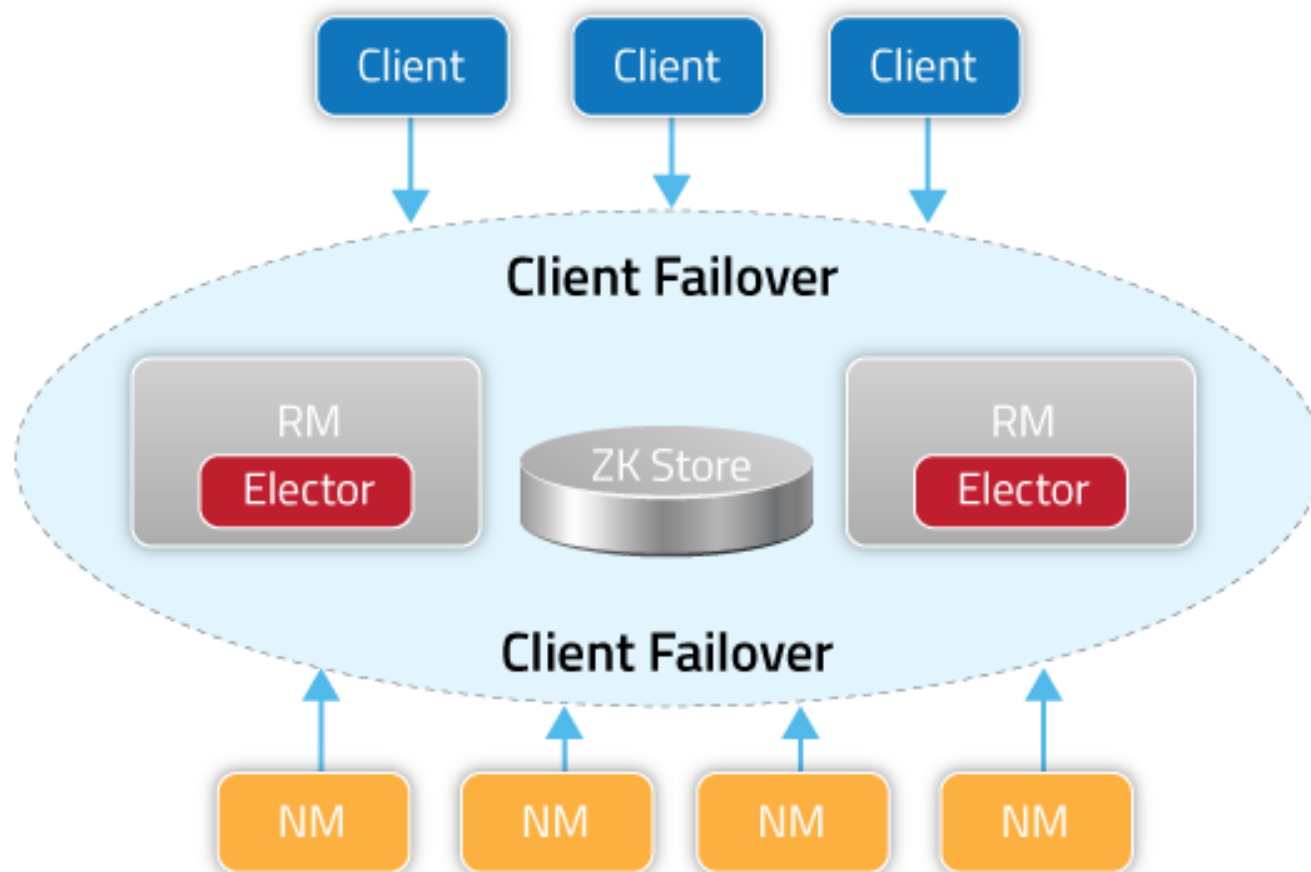 Client
Client
Client
Client Failover
RM
Elector
ZK Store
RM
Elector
Client Failover
NM
NM
NM
NM